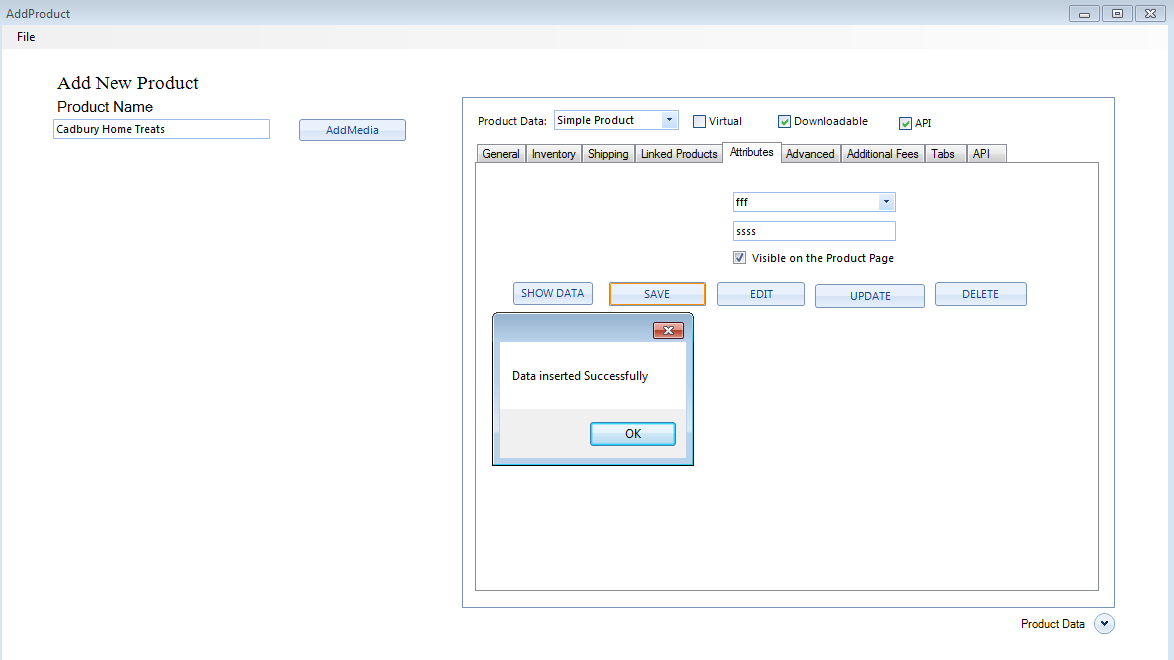 AddProduct
File
Add New Product
Product Name
Cadbury Home Treats
AddMedia
Product Data: Simple Product Virtual Downloadable API
General Inventory Shipping Linked Products Attributes Advanced Additional Fees Tabs API
fff
ssss
Visible on the Product Page
SHOW DATA SAVE EDIT UPDATE DELETE
Data inserted Successfully
OK
Product Data